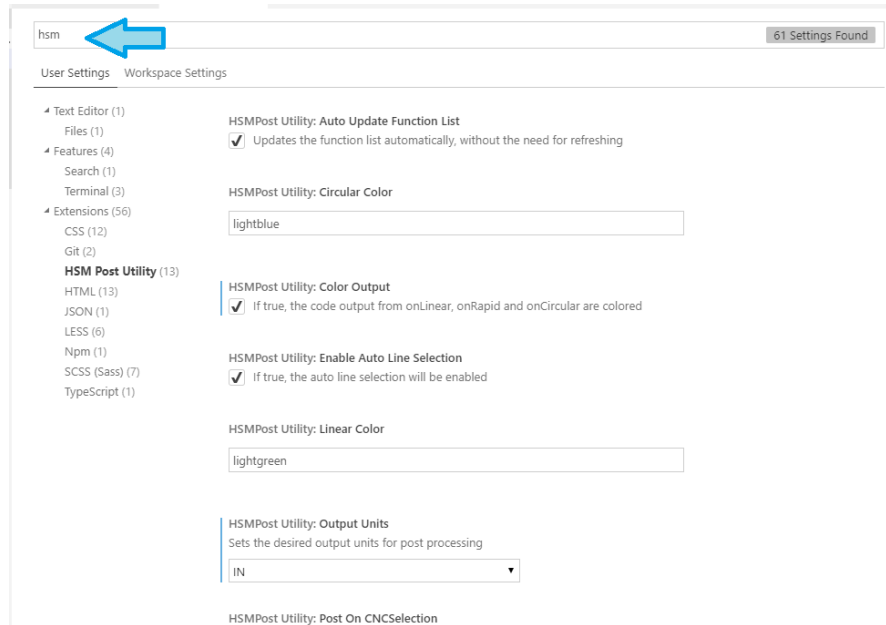 hsm
61 Settings Found
User Settings Workspace Settings
Text Editor (1)
Files (1)
Features (4)
Search (1)
Terminal (3)
Extensions (56)
CSS (12)
Git (2)
HSM Post Utility (13)
HTML (13)
JSON (1)
LESS (6)
Npm (1)
SCSS (Sass) (7)
TypeScript (1)
HSMPost Utility: Auto Update Function List
Updates the function list automatically, without the need for refreshing
HSMPost Utility: Circular Color
lightblue
HSMPost Utility: Color Output
If true, the code output from onLinear, onRapid and onCircular are colored
HSMPost Utility: Enable Auto Line Selection
If true, the auto line selection will be enabled
HSMPost Utility: Linear Color
lightgreen
HSMPost Utility: Output Units
Sets the desired output units for post processing
IN
HSMPost Utility: Post On CNCSelection